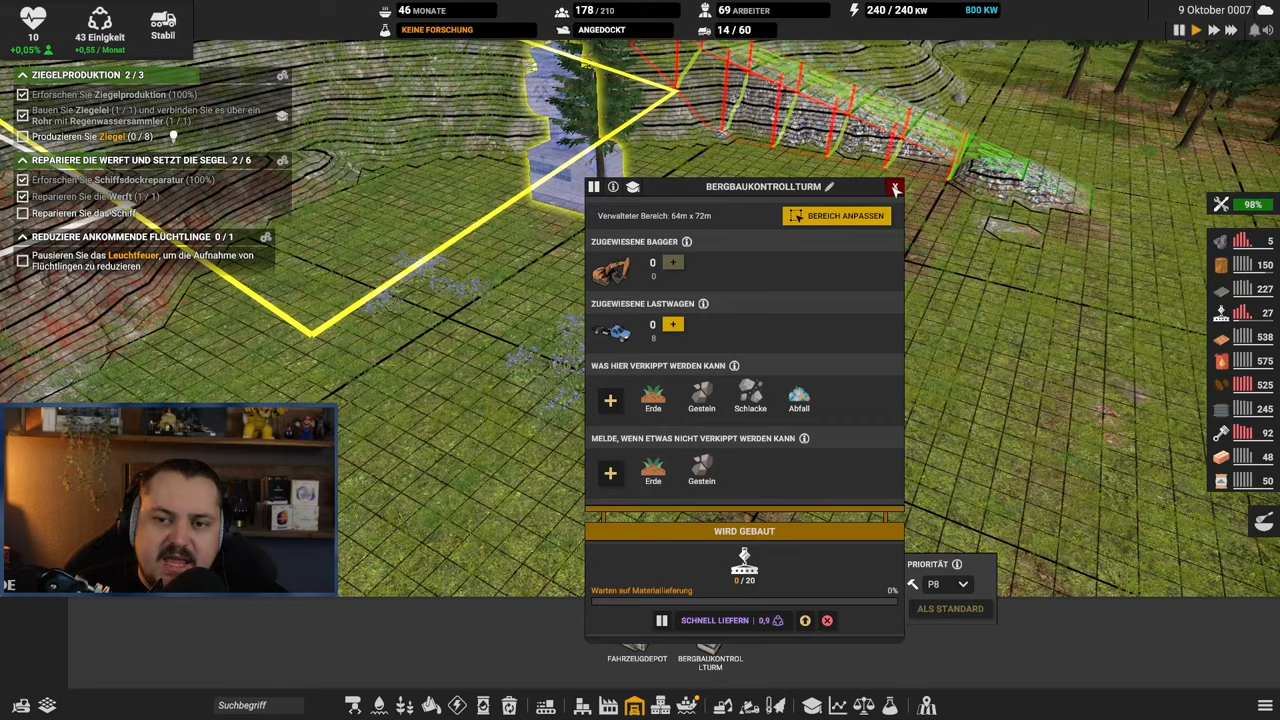 10
+0,05%
43 Einigkeit
+0,55 / Monat
Stabil
46 MONATE
KEINE FORSCHUNG
178 / 210
ANGEDOCKT
69 ARBEITER
14 / 60
240 / 240 KW
800 KW
9 Oktober 0007
ZIEGELPRODUKTION 2 / 3
Erforschen Sie Ziegelproduktion (100%)
Bauen Sie Ziegelei (1 / 1) und verbinden Sie es über ein
Rohr mit Regenwassersammler (1 / 1).
Produzieren Sie Ziegel (0 / 8)
REPARIERE DIE WERFT UND SETZT DIE SEGEL 2 / 6
Erforschen Sie Schiffsdockreparatur (100%)
Reparieren Sie die Werft (1 / 1)
Reparieren Sie das Schiff
REDUZIERE ANKOMMENDE FLÜCHTLINGE 0 / 1
Pausieren Sie das Leuchtfeuer, um die Aufnahme von
Flüchtlingen zu reduzieren
BERGBAUKONTROLLTURM
Verwalteter Bereich: 64m x 72m
BEREICH ANPASSEN
ZUGEWIESENE BAGGER
0
+
0
ZUGEWIESENE LASTWAGEN
0
+
8
WAS HIER VERKIPPT WERDEN KANN
+
Erde
Gestein
Schlacke
Abfall
MELDE, WENN ETWAS NICHT VERKIPPT WERDEN KANN
+
Erde
Gestein
WIRD GEBAUT
0 / 20
Warten auf Materiallieferung
0%
SCHNELL LIEFERN | 0,9
PRIORITÄT
P8
ALS STANDARD
98%
5
150
227
27
538
575
525
245
92
48
50
DE
FAHRZEUGDEPOT
BERGBAUKONTROL
LTURM
Suchbegriff